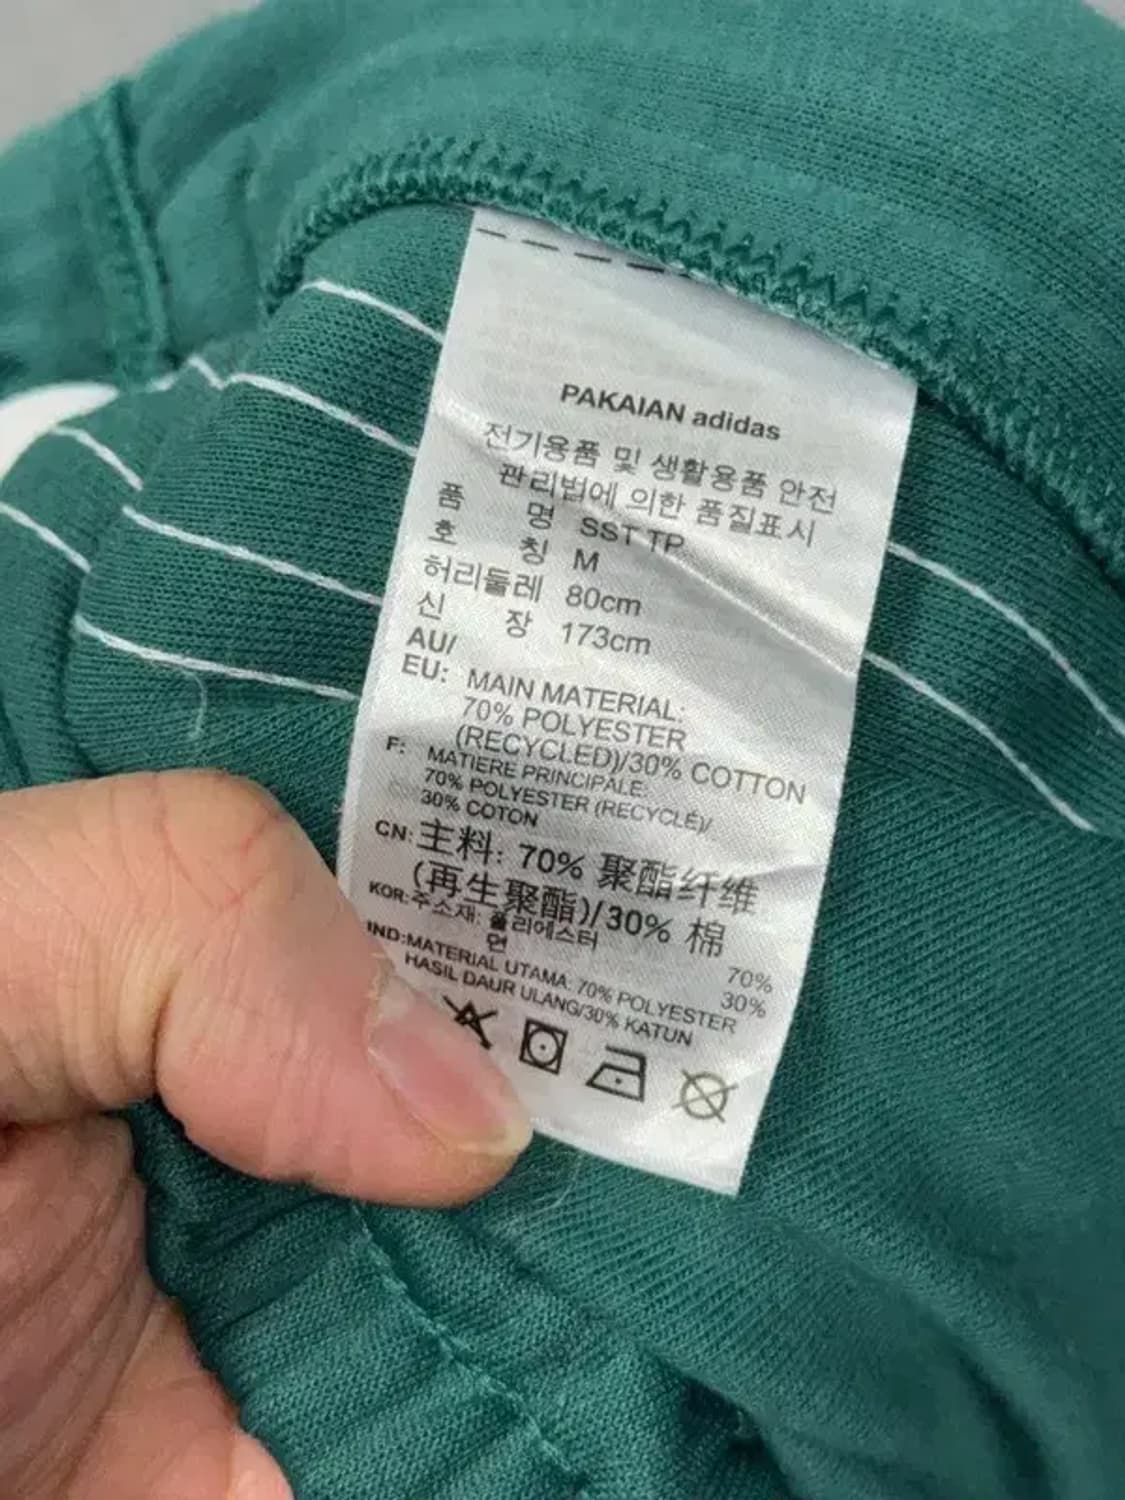 PAKAIAN adidas
전기용품 및 생활용품 안전
관리법에 의한 품질표시
품 명 SST TP
호 칭 M
허리둘레 80cm
신 장 173cm
AU/
EU: MAIN MATERIAL:
70% POLYESTER
(RECYCLED)/30% COTTON
F: MATIERE PRINCIPALE:
70% POLYESTER (RECYCLÉ)/
30% COTON
CN: 主料: 70% 聚酯纤维
(再生聚酯)/30% 棉
KOR: 주소재: 폴리에스터 70%
면 30%
IND: MATERIAL UTAMA: 70% POLYESTER
HASIL DAUR ULANG/30% KATUN